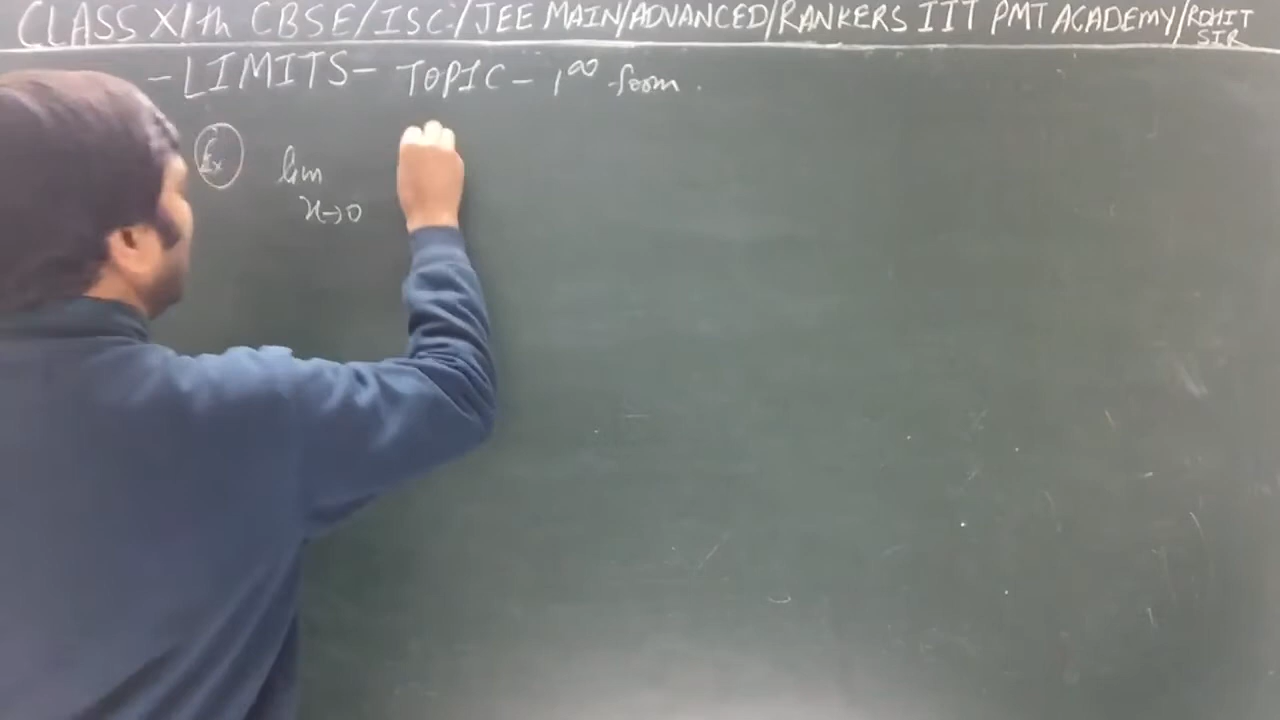 CLASS XIth CBSE/ISC/JEE MAIN/ADVANCED/RANKERS IIT PMT ACADEMY/ROHIT SIR
- LIMITS - TOPIC - 1^∞ form.
Ex lim
x→0